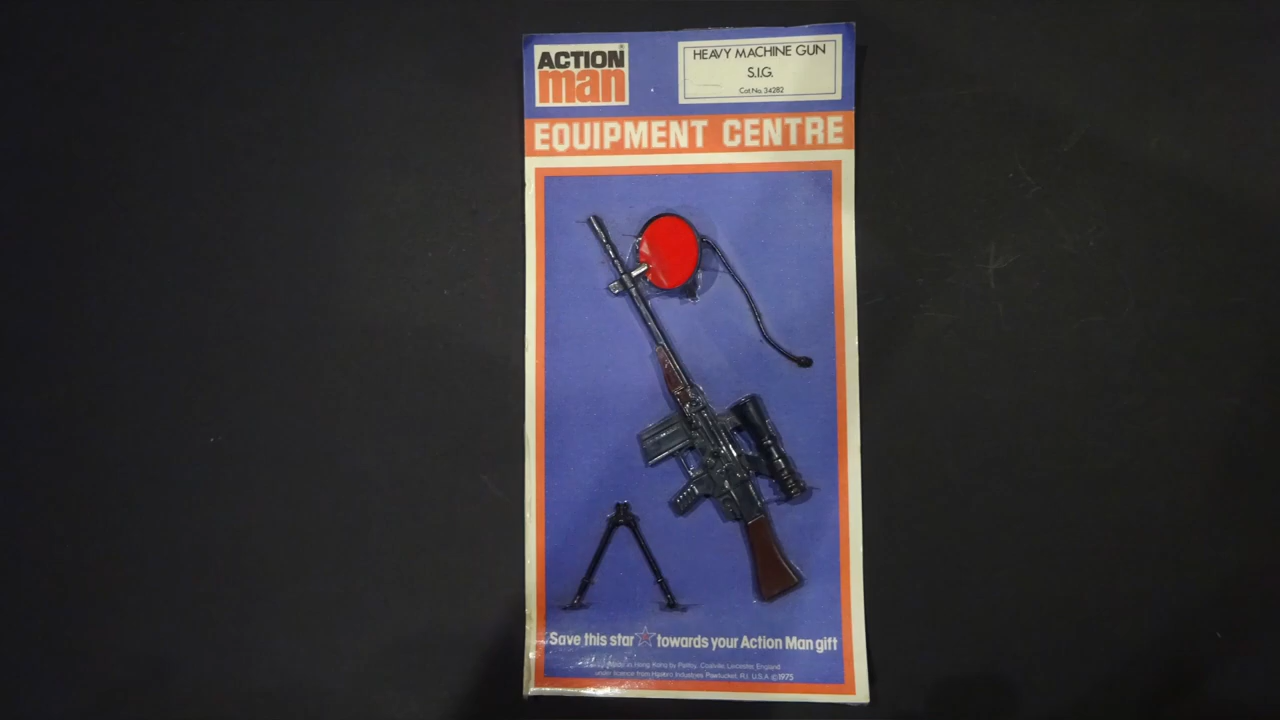 ACTION®
man
HEAVY MACHINE GUN
S.I.G.
Cat.No. 34282
EQUIPMENT CENTRE
Save this star towards your Action Man gift
Made in Hong Kong by Palitoy, Coalville, Leicester, England
under licence from Hasbro Industries Pawtucket, R.I. U.S.A. ©1975